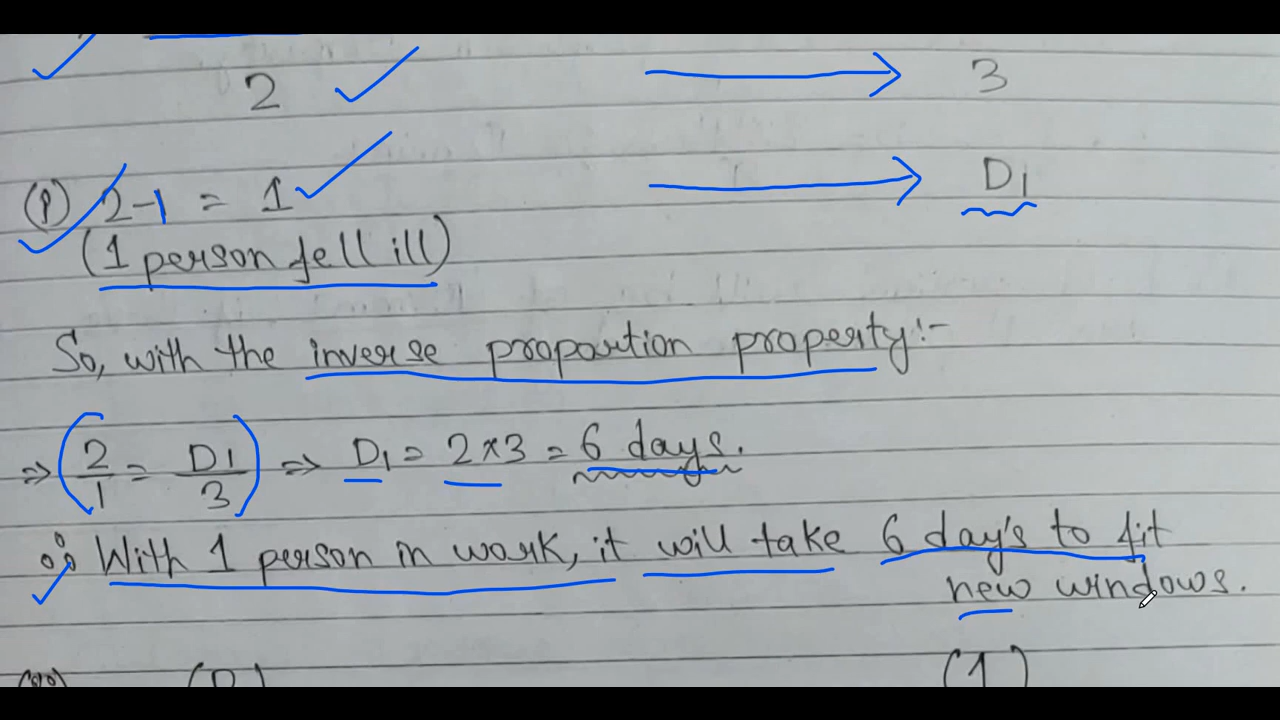 2 → 3
(i) 2-1 = 1 → D1
(1 person fell ill)
So, with the inverse proportion property:-
⇒ (2/1 = D1/3) ⇒ D1 = 2×3 = 6 days.
∴ With 1 person in work, it will take 6 day's to fit
new windows.